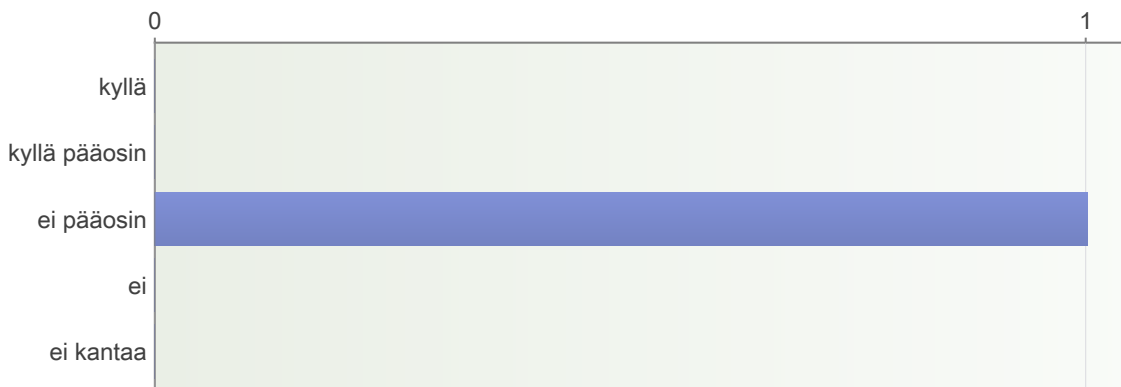 0 1
kyllä
kyllä pääosin
ei pääosin
ei
ei kantaa